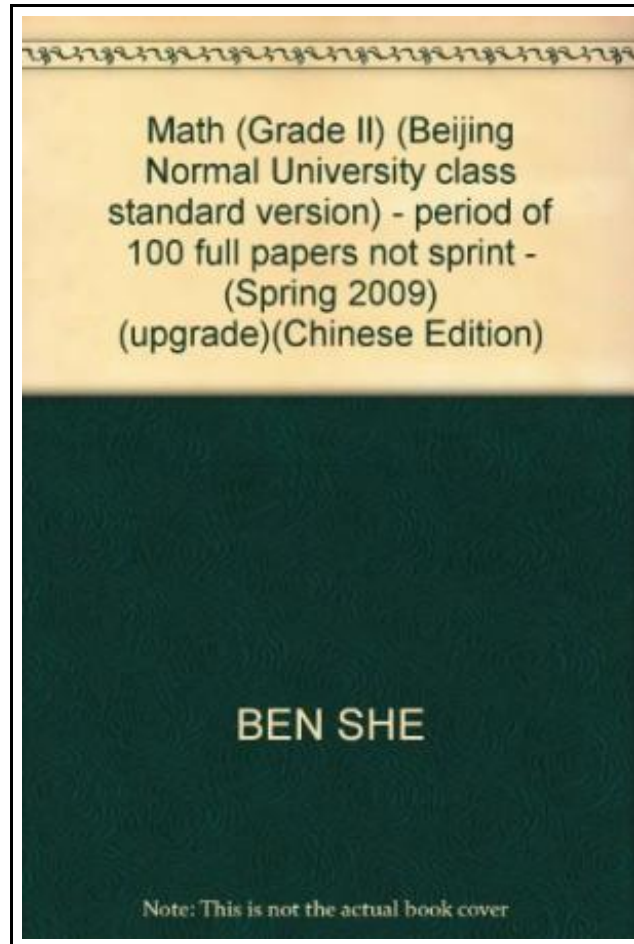 Math (Grade II) (Beijing
Normal University class
standard version) - period of
100 full papers not sprint -
(Spring 2009)
(upgrade)(Chinese Edition)
BEN SHE
Note: This is not the actual book cover